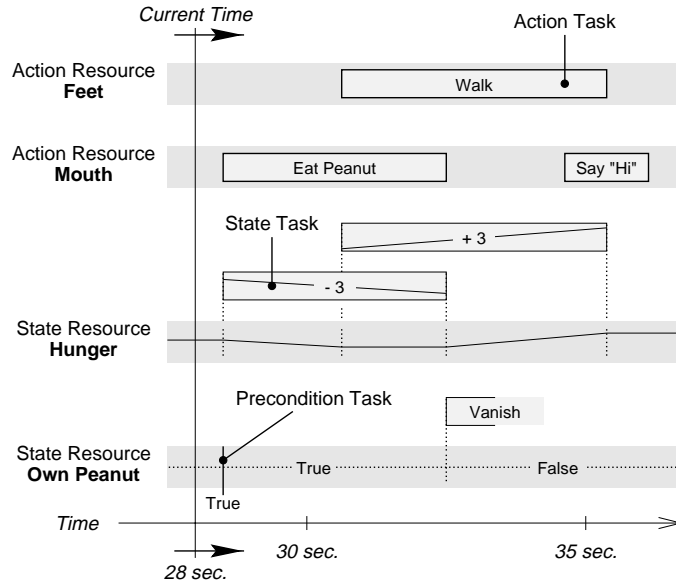 Current Time
Action Task
Action Resource
Feet
Walk
Action Resource
Mouth
Eat Peanut
Say "Hi"
State Task
+ 3
- 3
State Resource
Hunger
Precondition Task
Vanish
State Resource
Own Peanut
True
False
True
Time
30 sec.
35 sec.
28 sec.